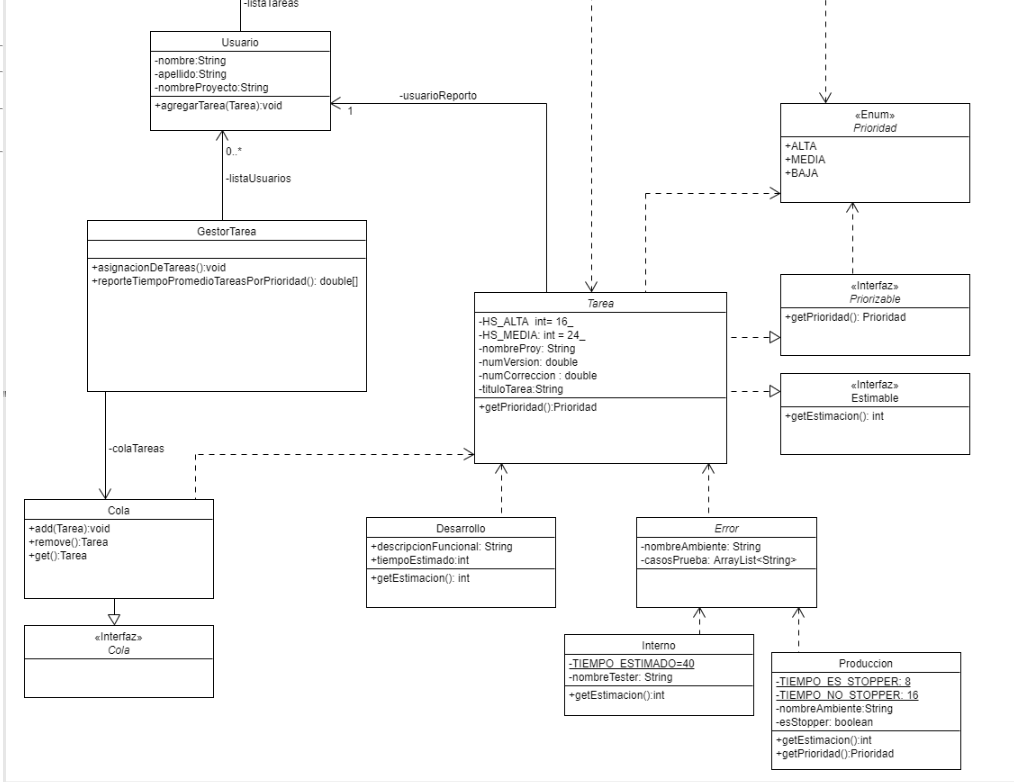 -listaTareas
Usuario
-nombre:String
-apellido:String
-nombreProyecto:String
+agregarTarea(Tarea):void
-usuarioReporto
1
0..*
-listaUsuarios
«Enum»
Prioridad
+ALTA
+MEDIA
+BAJA
GestorTarea
+asignacionDeTareas():void
+reporteTiempoPromedioTareasPorPrioridad(): double[]
«Interfaz»
Priorizable
+getPrioridad(): Prioridad
Tarea
-HS_ALTA  int= 16_
-HS_MEDIA: int = 24_
-nombreProy: String
-numVersion: double
-numCorreccion : double
-tituloTarea:String
+getPrioridad():Prioridad
«Interfaz»
Estimable
+getEstimacion(): int
-colaTareas
Cola
+add(Tarea):void
+remove():Tarea
+get():Tarea
Desarrollo
+descripcionFuncional: String
+tiempoEstimado:int
+getEstimacion(): int
Error
-nombreAmbiente: String
-casosPrueba: ArrayList<String>
«Interfaz»
Cola
Interno
-TIEMPO_ESTIMADO=40
-nombreTester: String
+getEstimacion():int
Produccion
-TIEMPO_ES_STOPPER: 8
-TIEMPO_NO_STOPPER: 16
-nombreAmbiente:String
-esStopper: boolean
+getEstimacion():int
+getPrioridad():Prioridad